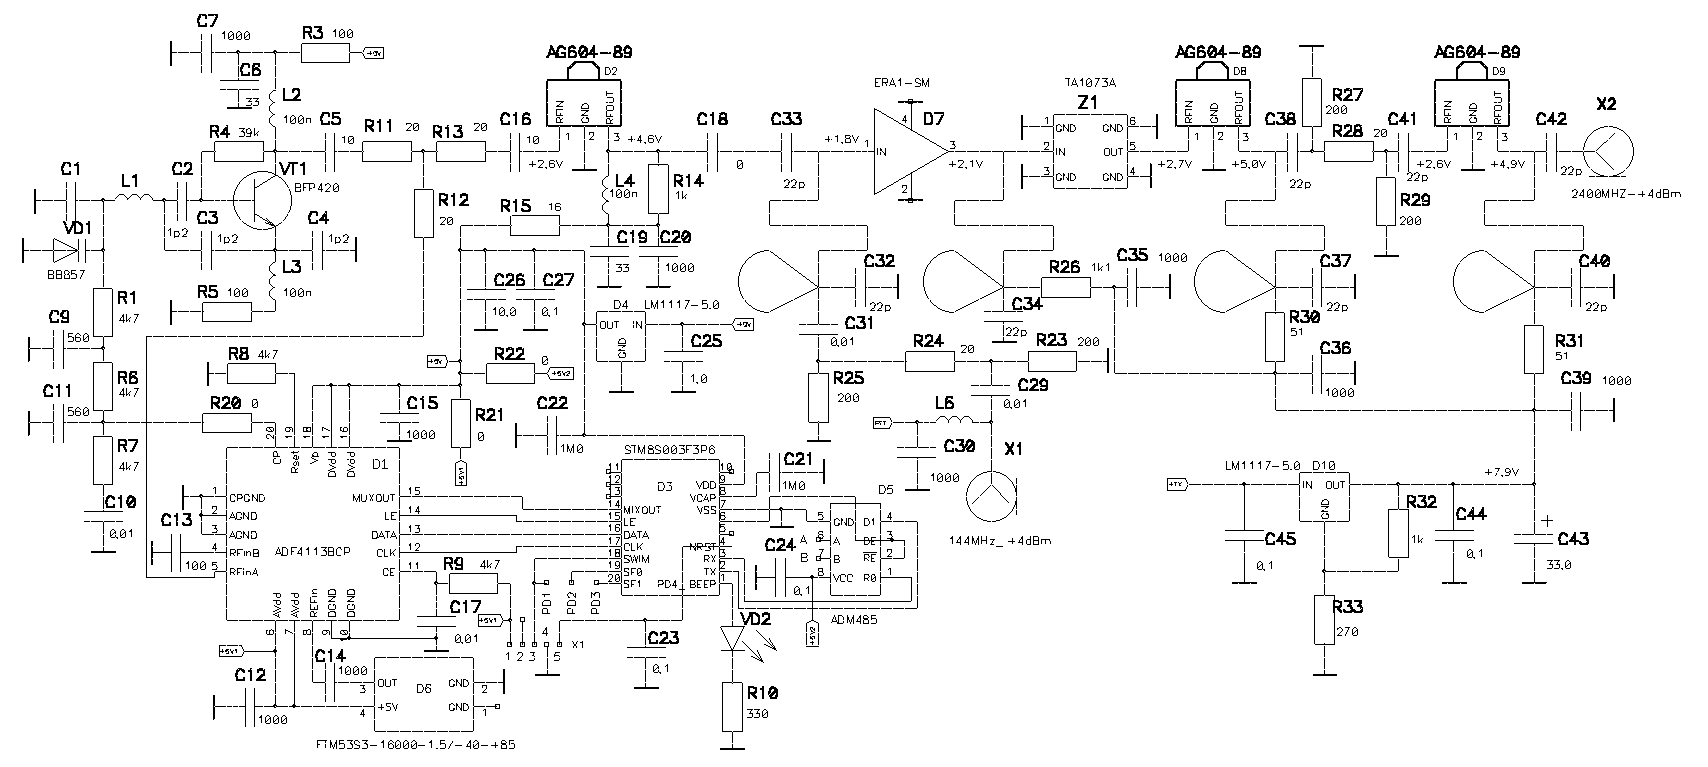 C7
1000
R3 100
+5V
C6
33
L2
100n
R4
39k
C5
10
R11
20
R13
20
C16
10
AG604-89
D2
RFIN
GND
RFOUT
1 2 3
+2,6V
+4,6V
C18
0
C33
22p
+1,8V
ERA1-SM
D7
4
1
IN
3
2
+2,1V
TA1073A
Z1
1 GND
GND 6
2 IN
OUT 5
3 GND
GND 4
+2,7V
AG604-89
D8
RFIN
GND
RFOUT
1 2 3
+5,0V
C38
22p
R27
200
R28
20
C41
22p
+2,6V
AG604-89
D9
RFIN
GND
RFOUT
1 2 3
+4,9V
C42
22p
X2
2400MHZ-+4dBm
C1
L1
C2
VT1
BFP420
VD1
BB857
1p2
C3
1p2
C4
1p2
L3
100n
R5
100
R12
20
R15
16
L4
100n
R14
1k
C19
33
C20
1000
R29
200
R1
4k7
C9
560
R6
4k7
C11
560
R7
4k7
C10
0,01
R8
4k7
R20
0
C26
10,0
C27
0,1
D4
LM1117-5.0
OUT
IN
GND
+9V
C25
1,0
+5V
R22
0
+5V2
R21
0
+5V1
C15
1000
C22
1M0
C32
22p
C31
0,01
R25
200
R24
20
R23
200
C34
22p
R26
1k1
C35
1000
C29
0,01
L6
PTT
C30
1000
X1
144MHz_+4dBm
C37
22p
R30
51
C36
1000
C40
22p
R31
51
C39
1000
20 19 18 17 16
CP
Rset
Vp
DVdd
DVdd
D1
1 CPGND
2 AGND
3 AGND
4 RFinB
5 RFinA
ADF4113BCP
MUXOUT 15
LE 14
DATA 13
CLK 12
CE 11
AVdd
AVdd
REFin
DGND
DGND
6 7 8 9 10
C13
100
+5V1
C12
1000
C14
1000
3 OUT
4 +5V
D6
GND 2
GND 1
FTM53S3-16000-1.5/-40-+85
R9
4k7
C17
0,01
+5V1
PD1
PD2
PD3
1 2 3 4 5
X1
STM8S003F3P6
D3
11
12
13
14 MIXOUT
15 LE
16 DATA
17 CLK
18 SWIM
19 SF0
20 SF1
10
VDD 9
VCAP 8
VSS 7
6
5
NRST 4
RX 3
PD4 TX 2
BEEP 1
C21
1M0
C23
0,1
VD2
R10
330
C24
0,1
+5V2
D5
5 GND
D1 4
A 6 A
DE 3
B 7 B
RE 2
8 VCC
R0 1
ADM485
LM1117-5.0 D10
IN
OUT
GND
+7,9V
+TX
C45
0,1
R32
1k
R33
270
C44
0,1
C43
33,0